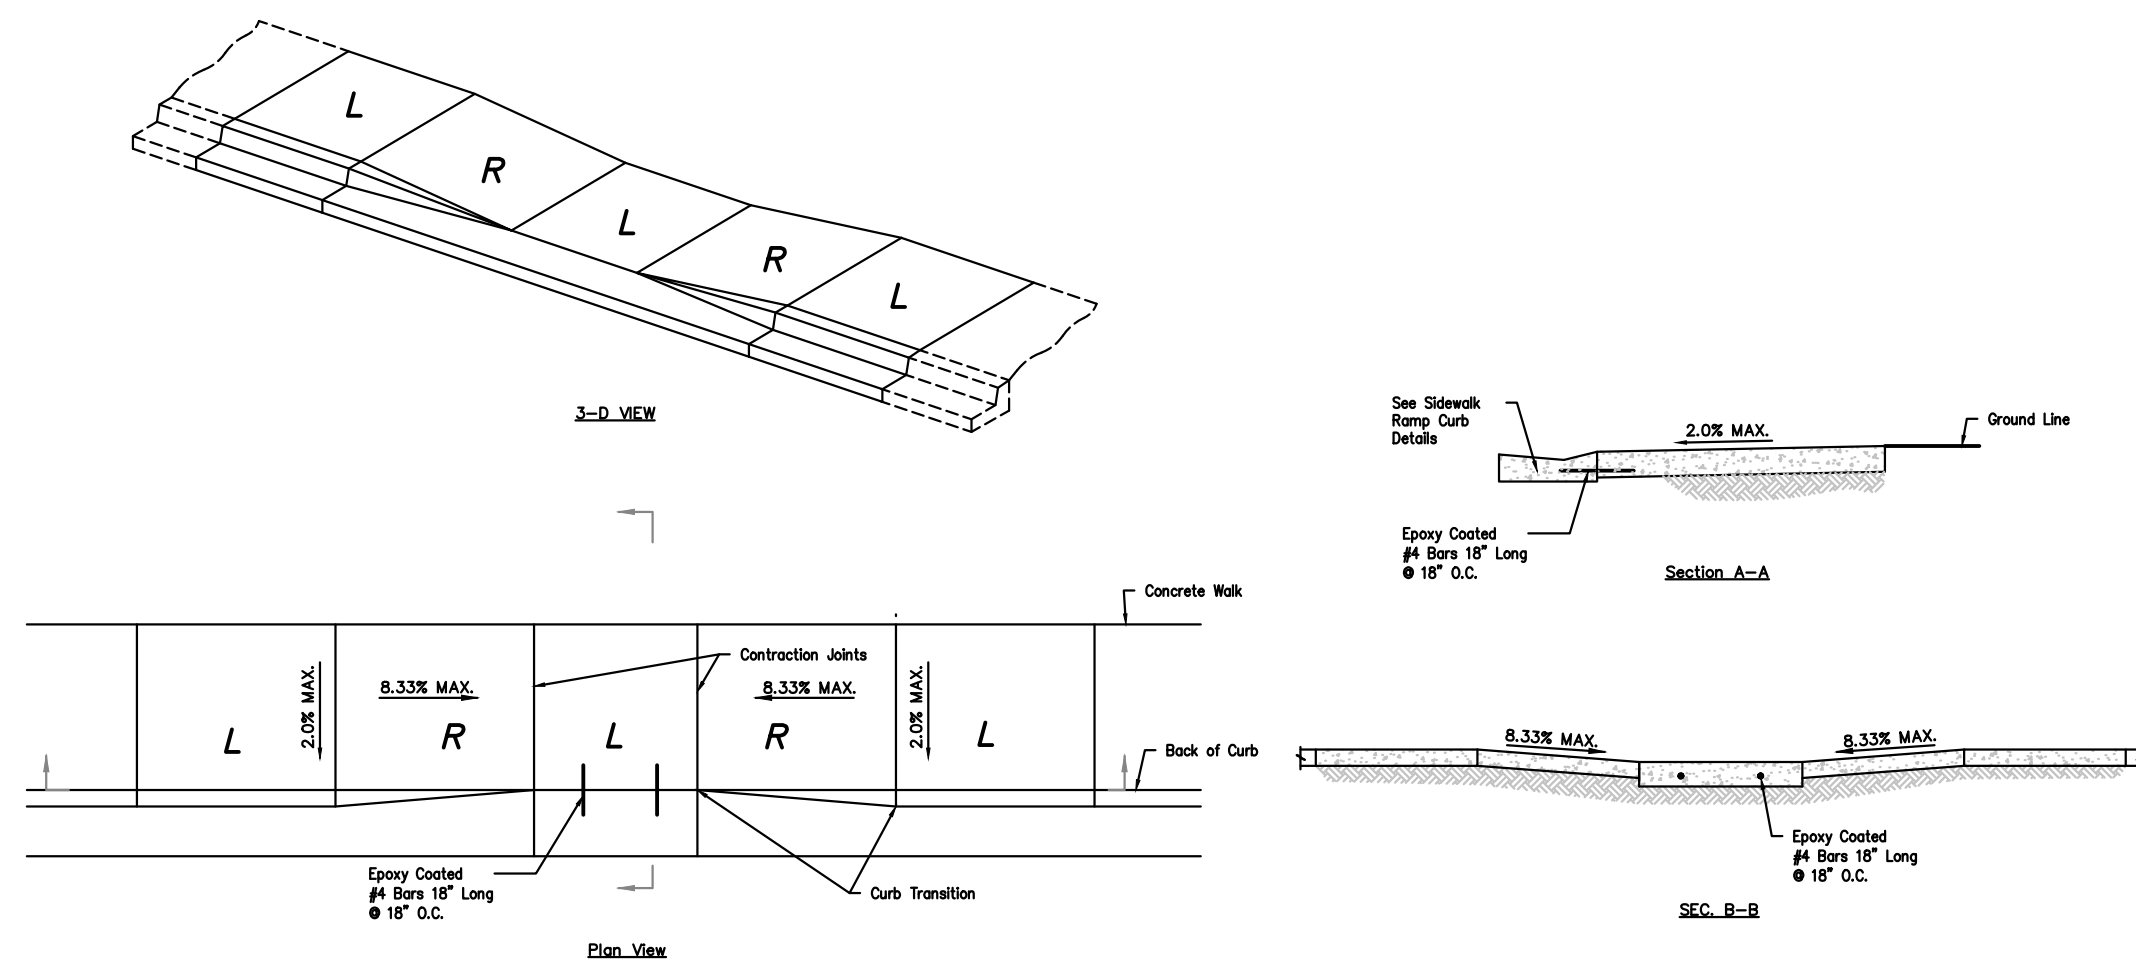 L
R
L
R
L
3-D VIEW
See Sidewalk
Ramp Curb
Details
2.0% MAX.
Ground Line
Epoxy Coated
#4 Bars 18" Long
@ 18" O.C.
Section A-A
Concrete Walk
Contraction Joints
2.0% MAX.
8.33% MAX.
8.33% MAX.
2.0% MAX.
L
R
L
R
L
Back of Curb
Epoxy Coated
#4 Bars 18" Long
@ 18" O.C.
Curb Transition
Plan View
8.33% MAX.
8.33% MAX.
Epoxy Coated
#4 Bars 18" Long
@ 18" O.C.
SEC. B-B